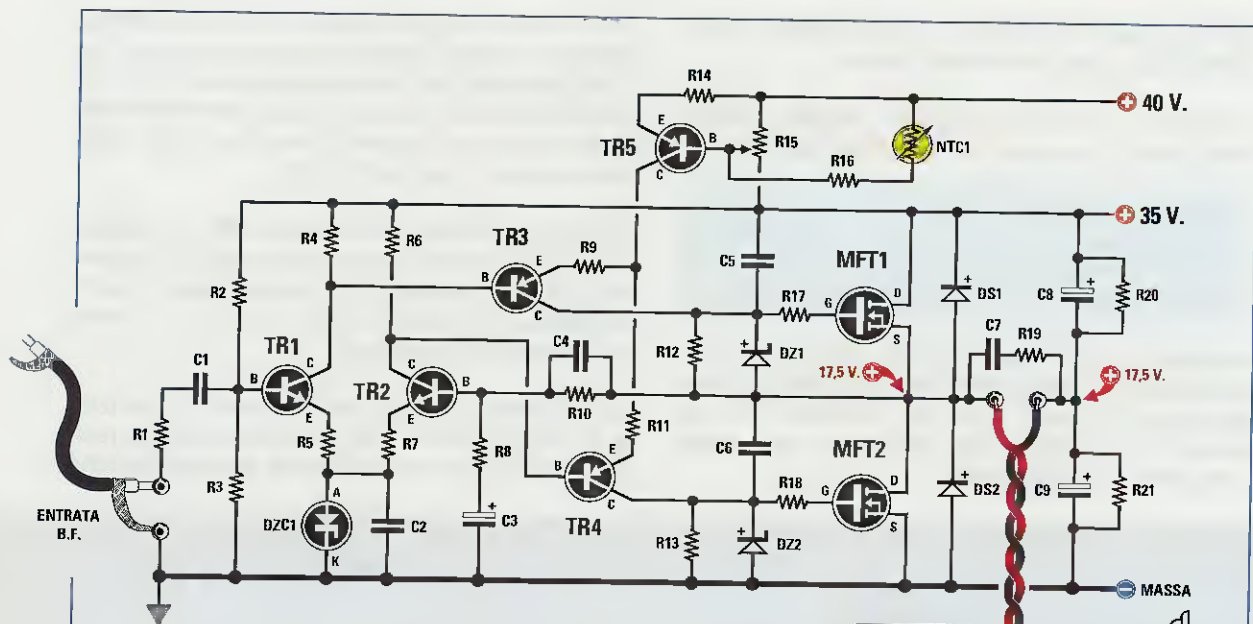 R14
40 V.
E
TR5
B
R15
C
R16
NTC1
35 V.
R4
R6
TR3
R9
E
B
C
C5
MFT1
D
G
S
R17
DS1
C8
R20
R2
C1
TR1
C
B
E
TR2
C
B
E
C4
R10
R12
DZ1
17,5 V.
C7
R19
17,5 V.
R1
R5
R7
R8
R11
C6
MFT2
R3
B
E
C
TR4
R18
G
D
S
DS2
C9
R21
ENTRATA
B.F.
A
DZC1
K
C2
C3
R13
DZ2
MASSA